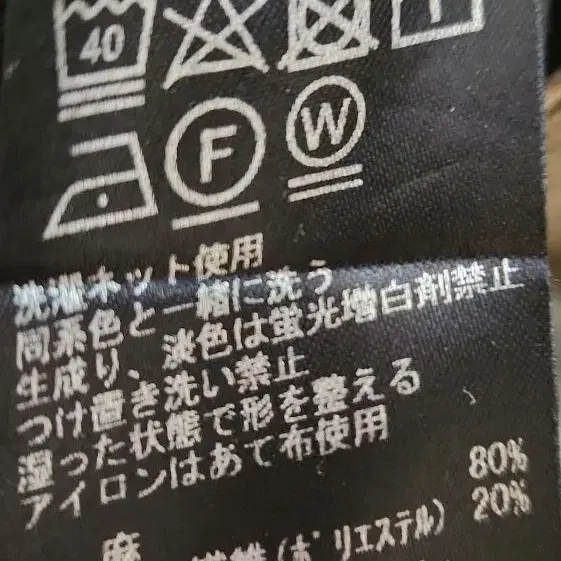 40
F W
洗濯ネット使用
同系色と一緒に洗う
生成り、淡色は蛍光増白剤禁止
つけ置き洗い禁止
湿った状態で形を整える
アイロンはあて布使用
麻 80%
繊維(ポリエステル) 20%